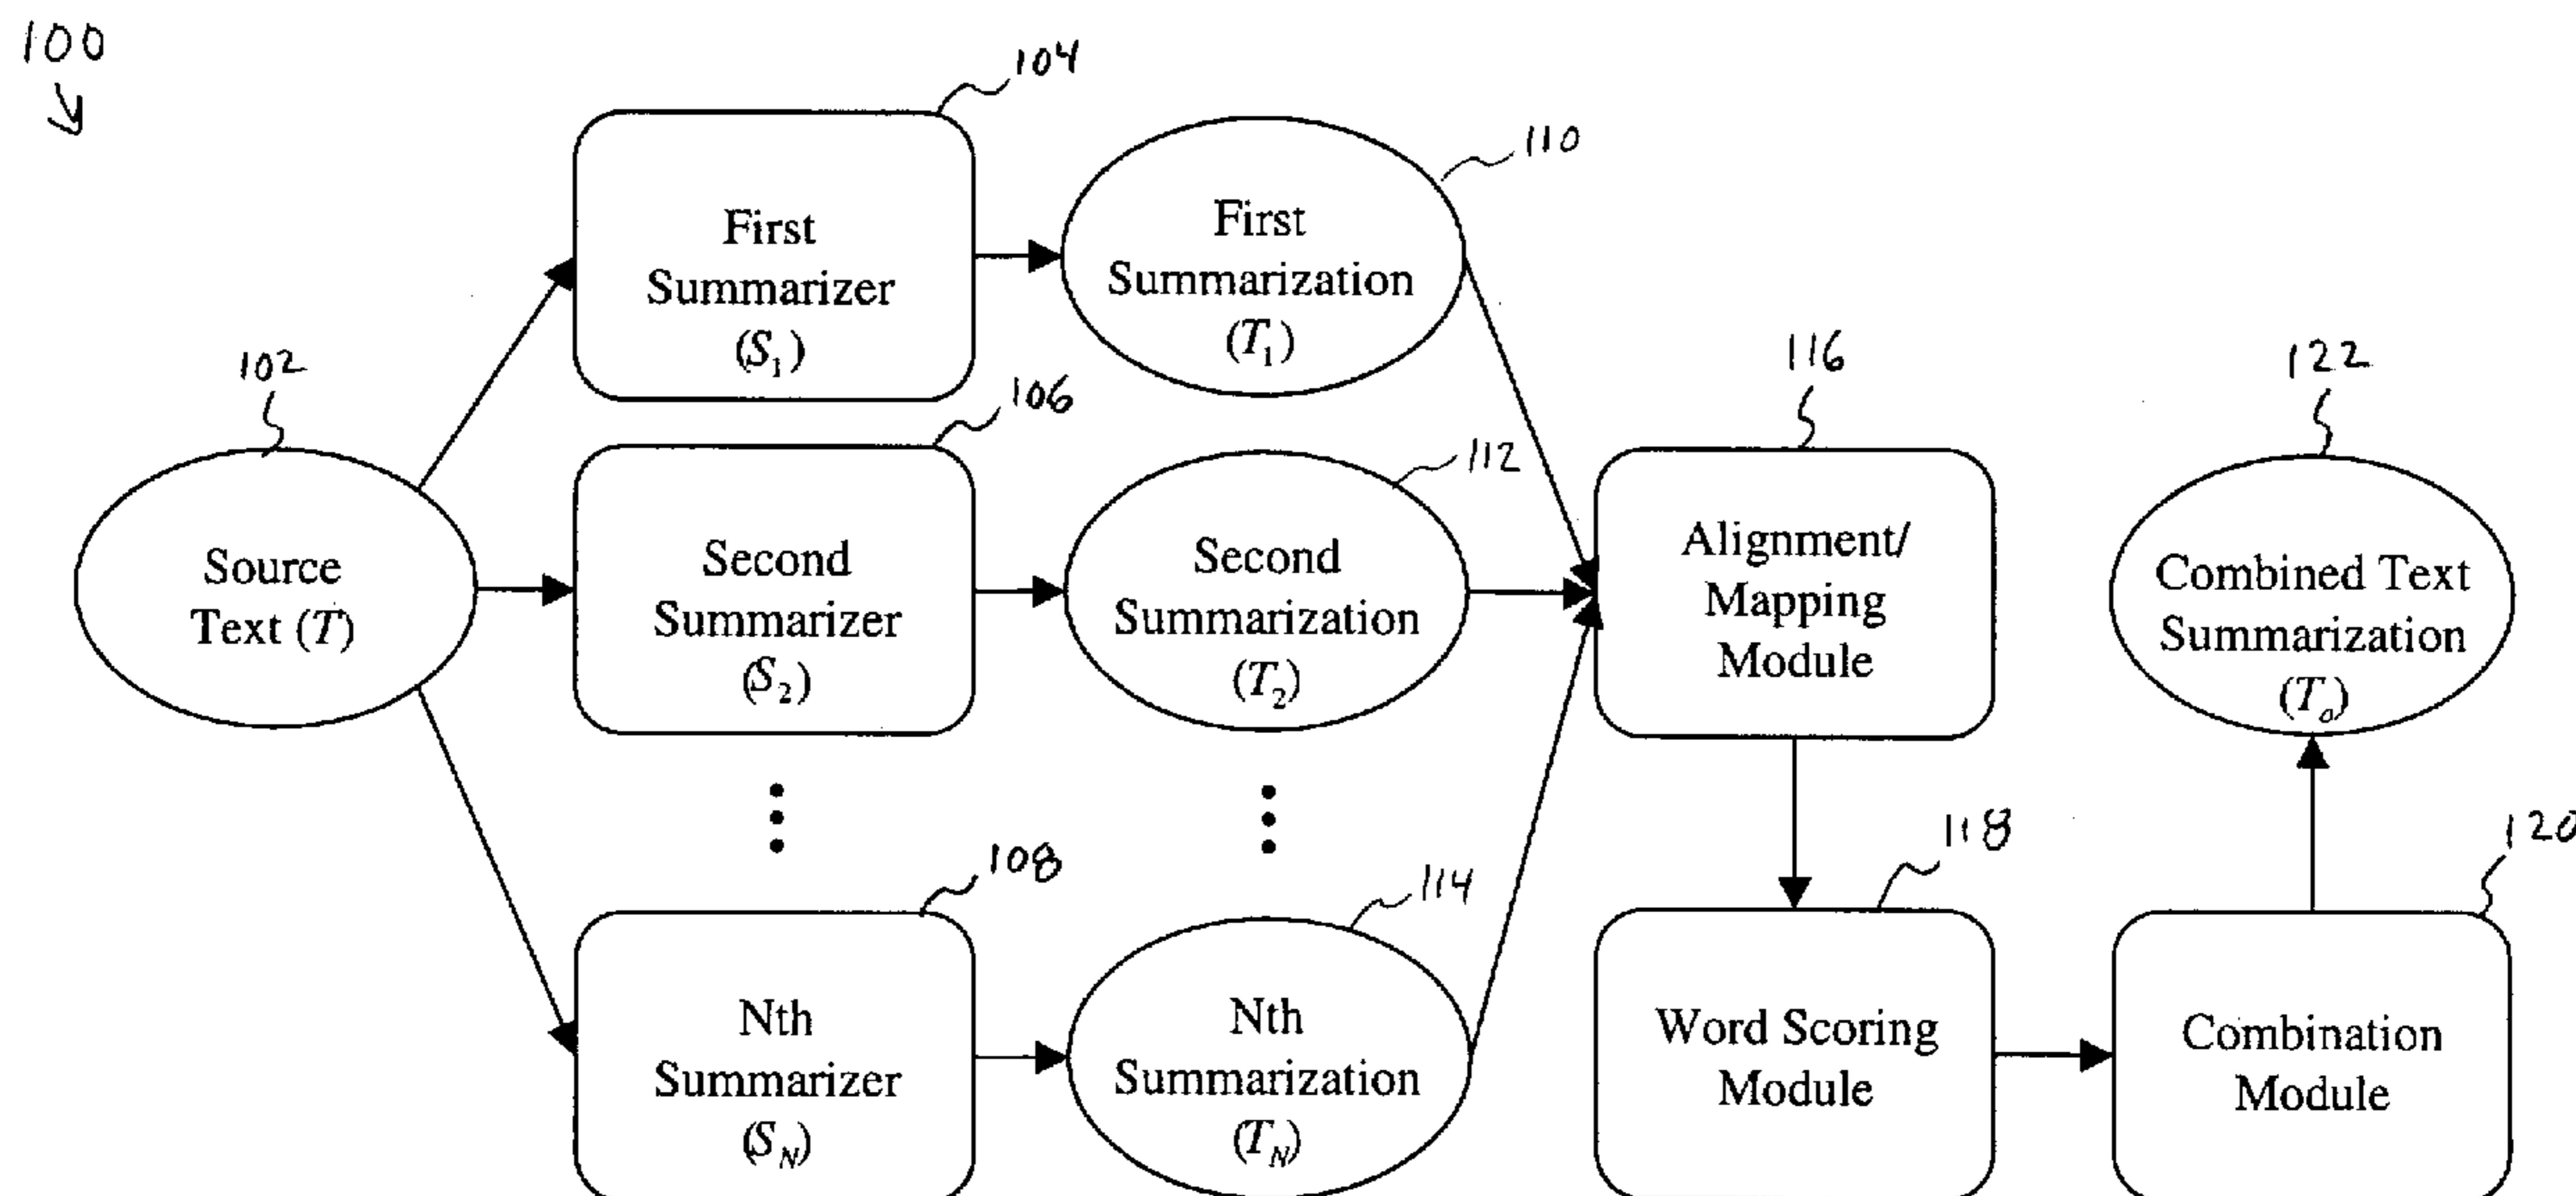 100
104
First
Summarizer
(S₁)
110
First
Summarization
(T₁)
102
Source
Text (T)
106
Second
Summarizer
(S₂)
112
Second
Summarization
(T₂)
108
Nth
Summarizer
(S_N)
114
Nth
Summarization
(T_N)
116
Alignment/
Mapping
Module
118
Word Scoring
Module
120
Combination
Module
122
Combined Text
Summarization
(Tₒ)